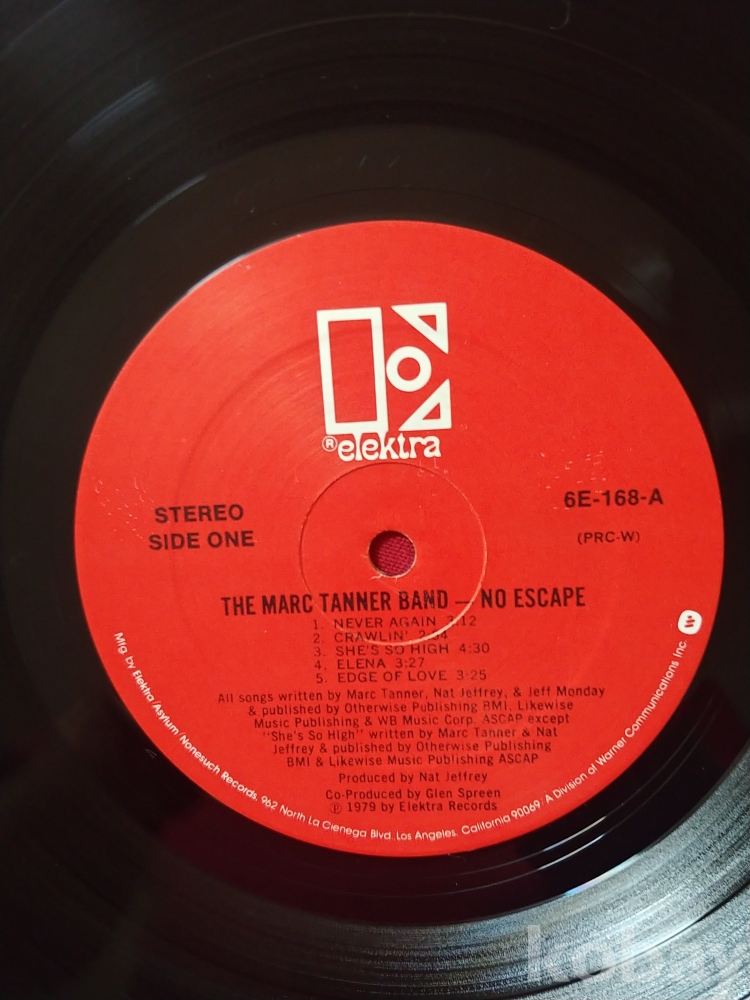 ® elektra
STEREO
SIDE ONE
6E-168-A
(PRC-W)
THE MARC TANNER BAND — NO ESCAPE
1. NEVER AGAIN 3:12
2. CRAWLIN' 2:54
3. SHE'S SO HIGH 4:30
4. ELENA 3:27
5. EDGE OF LOVE 3:25
All songs written by Marc Tanner, Nat Jeffrey, & Jeff Monday
& published by Otherwise Publishing BMI, Likewise
Music Publishing & WB Music Corp. ASCAP except
"She's So High" written by Marc Tanner & Nat
Jeffrey & published by Otherwise Publishing
BMI & Likewise Music Publishing ASCAP
Produced by Nat Jeffrey
Co-Produced by Glen Spreen
℗ 1979 by Elektra Records
Mfg. by Elektra/Asylum/Nonesuch Records, 962 North La Cienega Blvd., Los Angeles, California 90069/A Division of Warner Communications Inc.
kobay